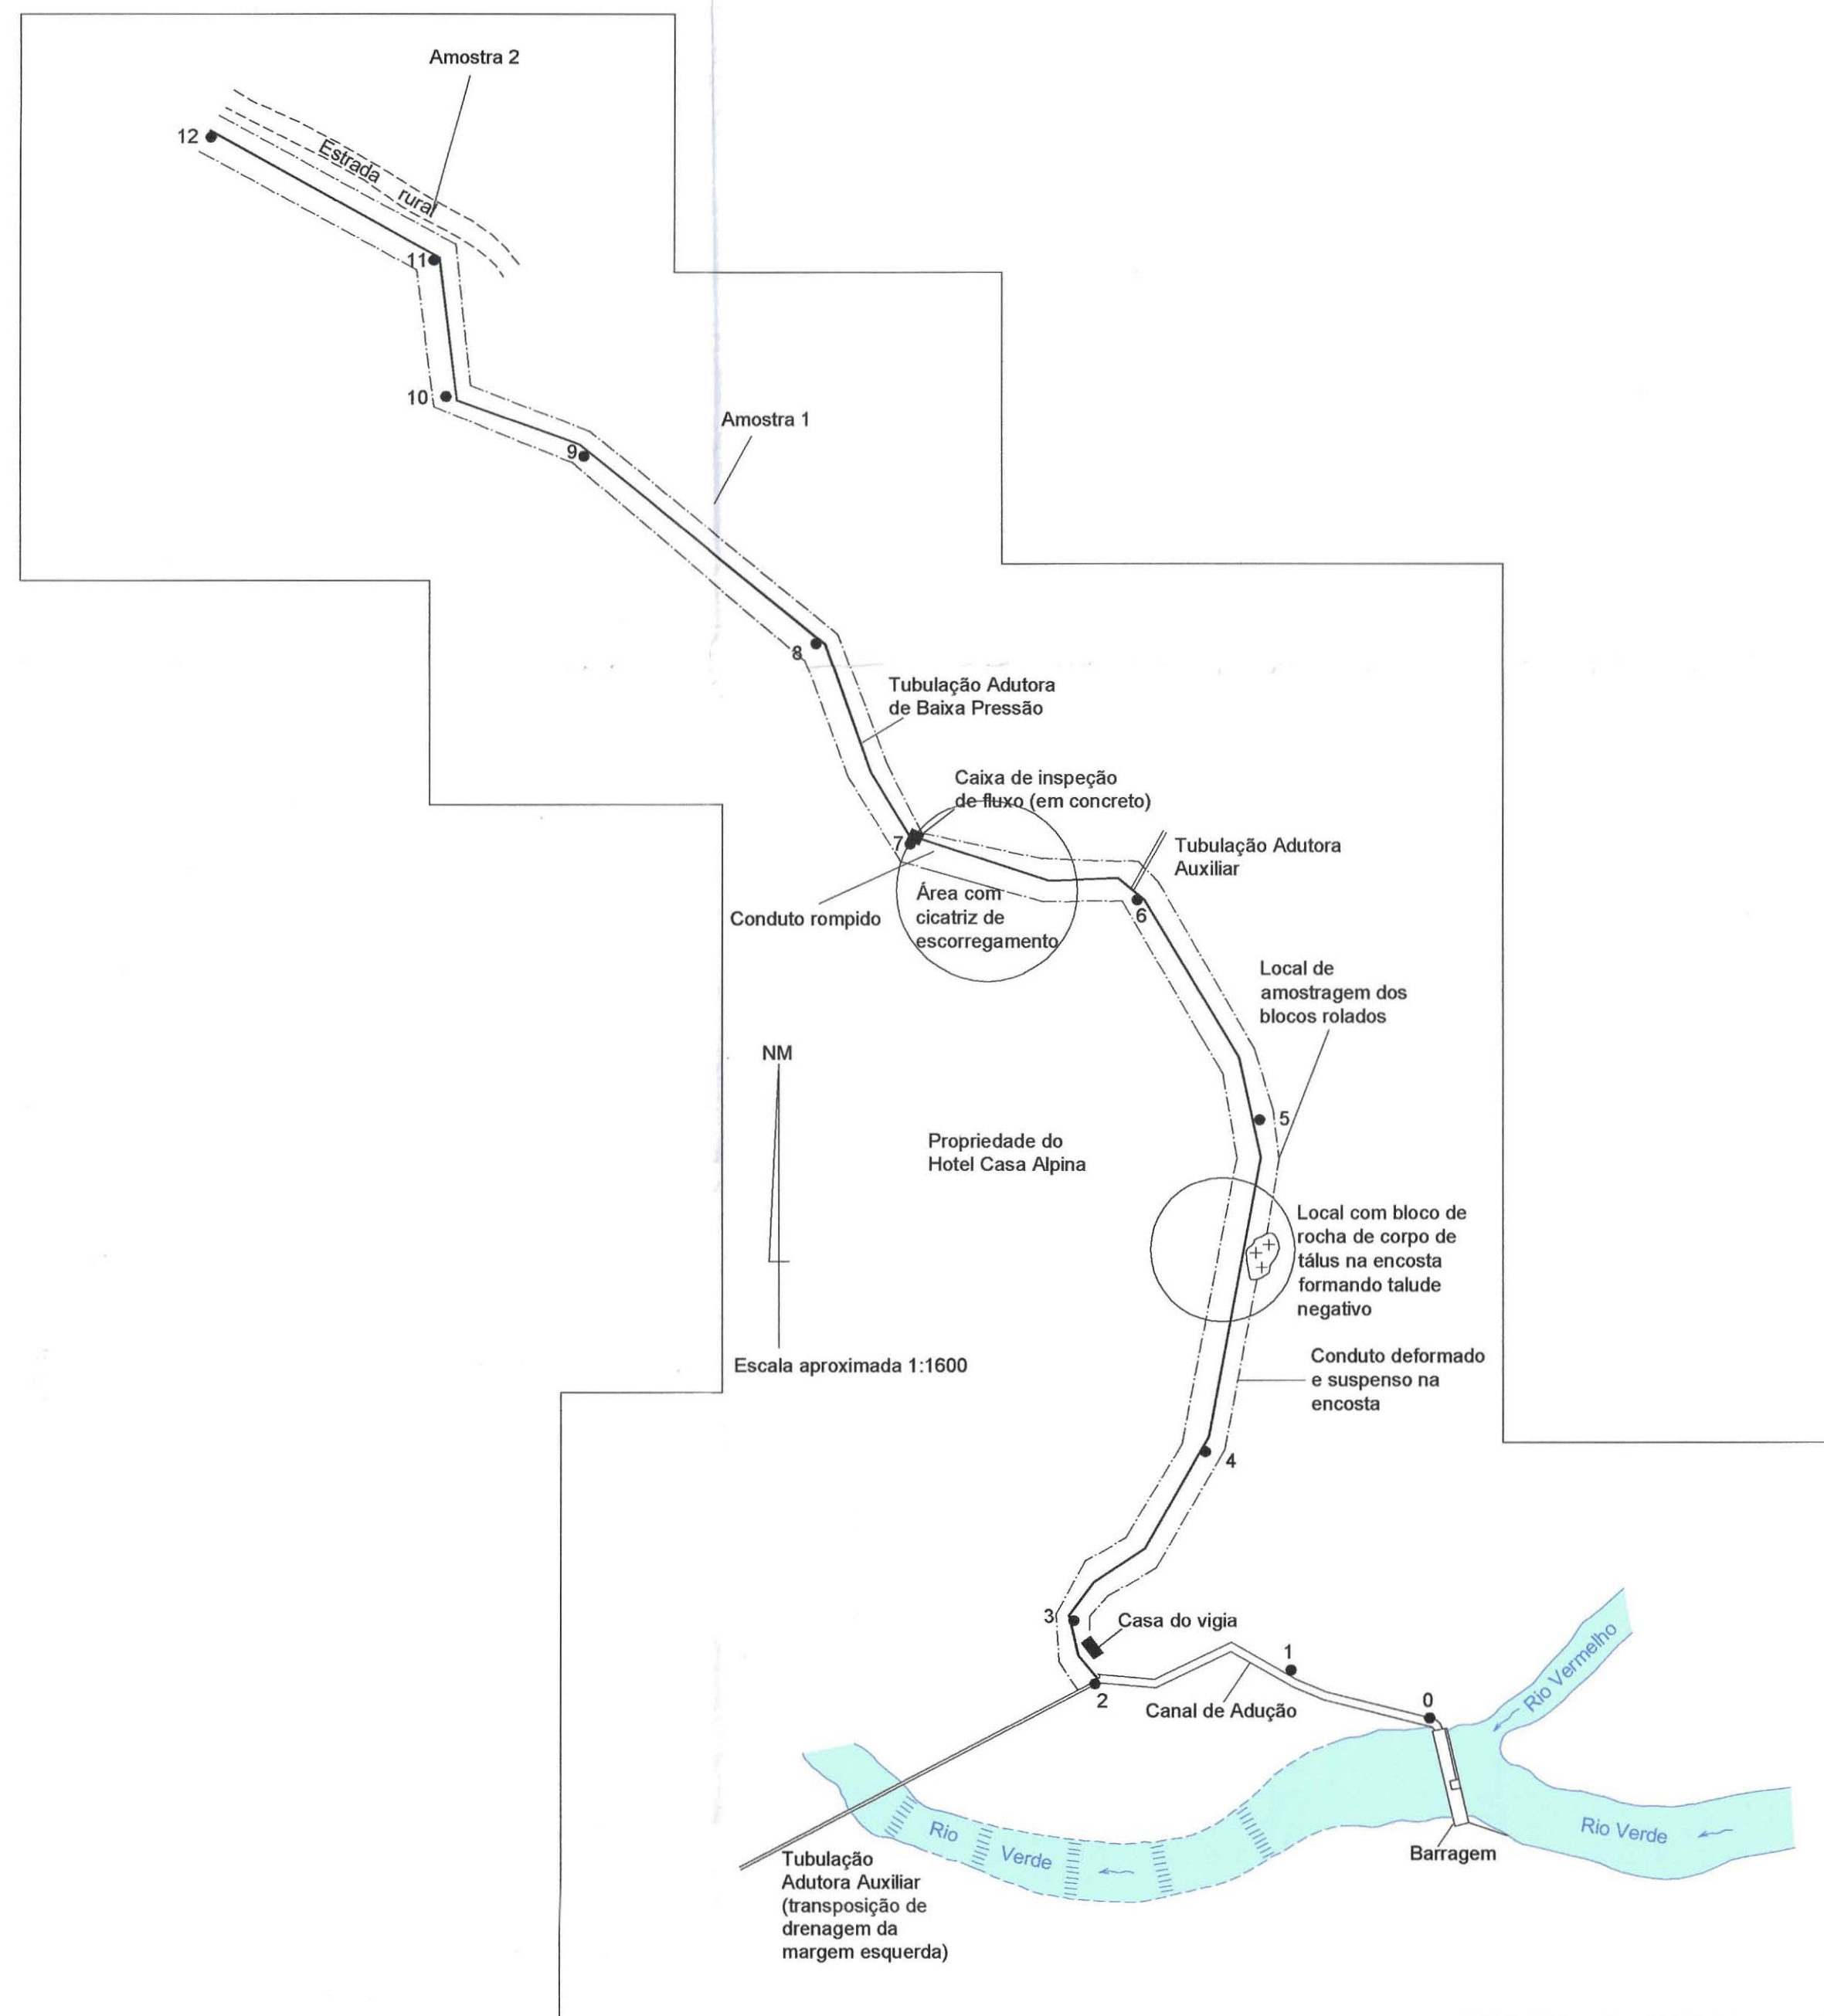 Amostra 2
12
Estrada rural
11
10
Amostra 1
9
8
Tubulação Adutora
de Baixa Pressão
Caixa de inspeção
de fluxo (em concreto)
7
Tubulação Adutora
Auxiliar
Área com
cicatriz de
escorregamento
Conduto rompido
6
Local de
amostragem dos
blocos rolados
NM
5
Propriedade do
Hotel Casa Alpina
Local com bloco de
rocha de corpo de
tálus na encosta
formando talude
negativo
Escala aproximada 1:1600
Conduto deformado
e suspenso na
encosta
4
3
Casa do vigia
1
Rio Vermelho
2
Canal de Adução
0
Rio Verde
Rio Verde
Barragem
Tubulação
Adutora Auxiliar
(transposição de
drenagem da
margem esquerda)